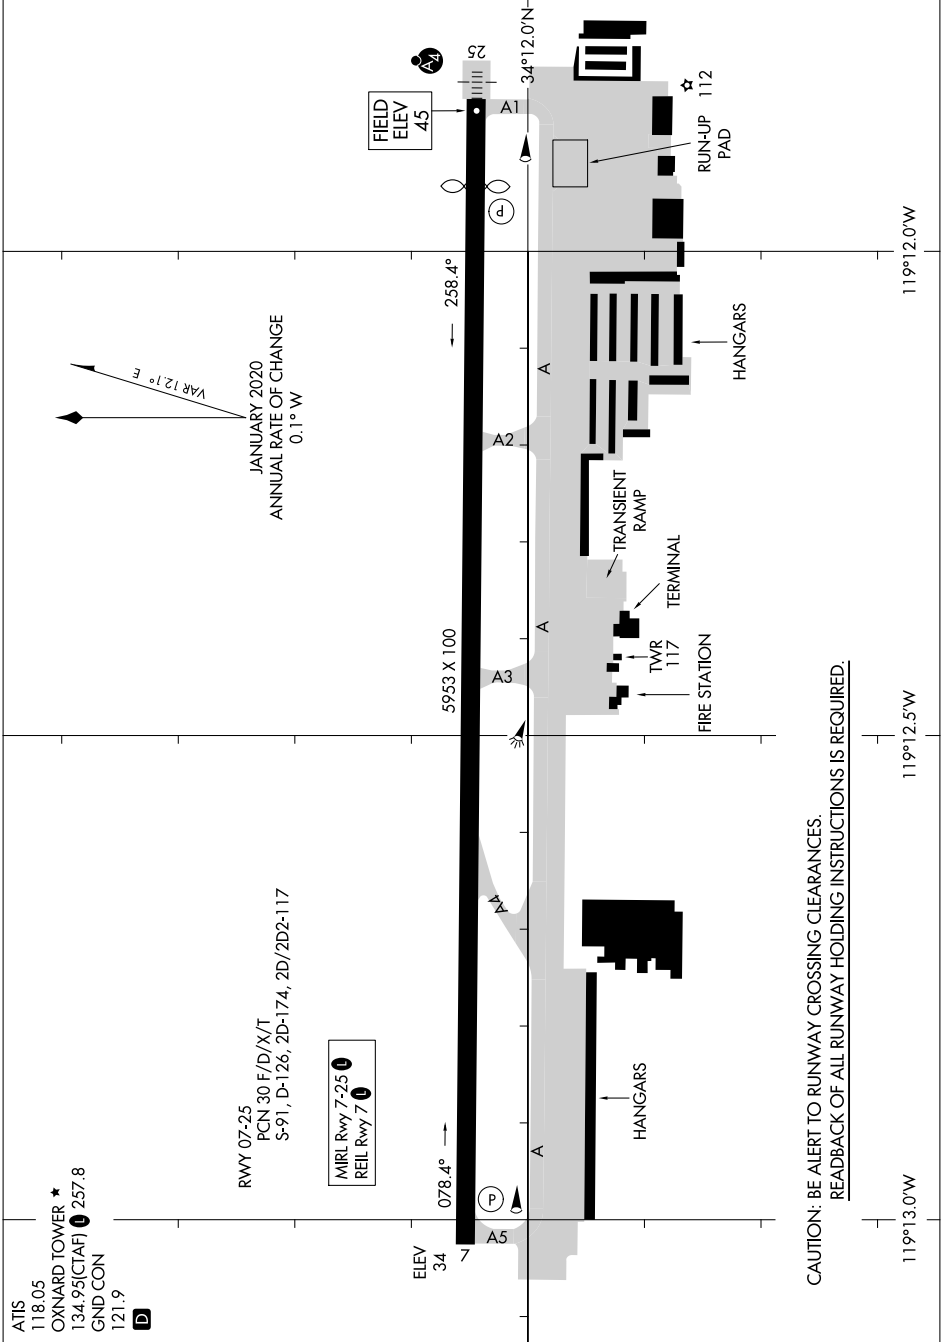 ATIS
118.05
OXNARD TOWER ★
134.95(CTAF) L 257.8
GND CON
121.9
D
RWY 07-25
PCN 30 F/D/X/T
S-91, D-126, 2D-174, 2D/2D2-117
MIRL Rwy 7-25 L
REIL Rwy 7 L
JANUARY 2020
ANNUAL RATE OF CHANGE
0.1° W
VAR 12.1° E
FIELD
ELEV
45
A4
25
34°12.0'N
ELEV
34
7
078.4°
5953 X 100
258.4°
P
P
A5
A4
A3
A2
A1
A
A
A
HANGARS
FIRE STATION
TWR
117
TERMINAL
TRANSIENT
RAMP
HANGARS
RUN-UP
PAD
112
CAUTION: BE ALERT TO RUNWAY CROSSING CLEARANCES.
READBACK OF ALL RUNWAY HOLDING INSTRUCTIONS IS REQUIRED.
119°13.0'W
119°12.5'W
119°12.0'W